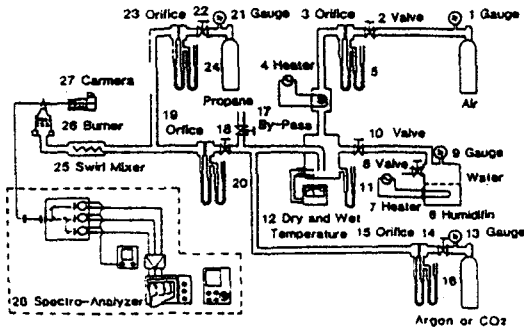 23 Orifice 22 21 Gauge
3 Orifice 2 Valve 1 Gauge
27 Carmera
24
4 Heater
5
Propane
Air
26 Burner
19 Orifice
17 By-Pass
18
10 Valve
9 Gauge
25 Swirl Mixer
20
8 Valve
Water
11
7 Heater
6 Humidifin
12 Dry and Wet Temperature
15 Orifice 14 13 Gauge
16
28 Spectro-Analyzer
Argon or CO2